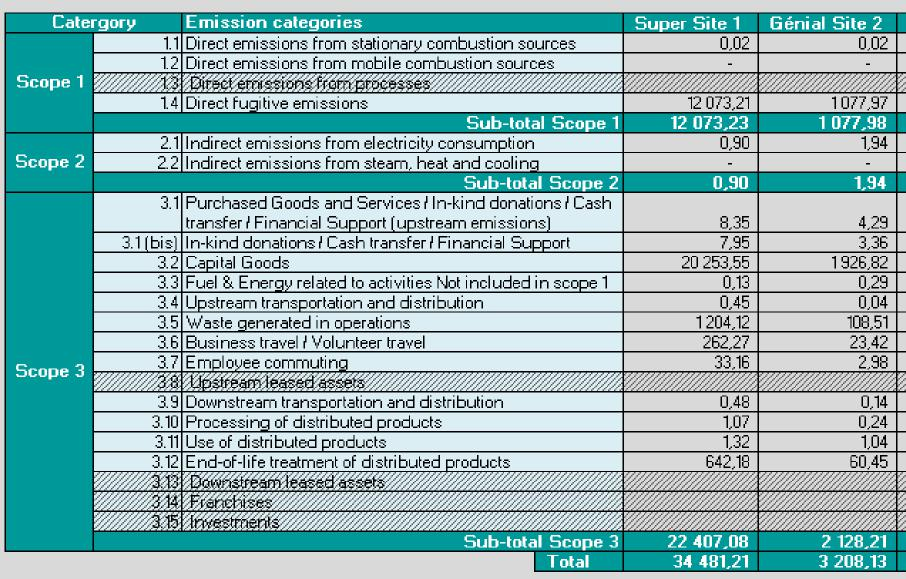 Catergory Emission categories Super Site 1 Génial Site 2
Scope 1
1.1 Direct emissions from stationary combustion sources 0,02 0,02
1.2 Direct emissions from mobile combustion sources - -
1.3 Direct emissions from processes
1.4 Direct fugitive emissions 12 073,21 1 077,97
Sub-total Scope 1 12 073,23 1 077,98
Scope 2
2.1 Indirect emissions from electricity consumption 0,90 1,94
2.2 Indirect emissions from steam, heat and cooling - -
Sub-total Scope 2 0,90 1,94
Scope 3
3.1 Purchased Goods and Services / In-kind donations / Cash
transfer / Financial Support (upstream emissions) 8,35 4,29
3.1 (bis) In-kind donations / Cash transfer / Financial Support 7,95 3,36
3.2 Capital Goods 20 253,55 1 926,82
3.3 Fuel & Energy related to activities Not included in scope 1 0,13 0,29
3.4 Upstream transportation and distribution 0,45 0,04
3.5 Waste generated in operations 1 204,12 108,51
3.6 Business travel / Volunteer travel 262,27 23,42
3.7 Employee commuting 33,16 2,98
3.8 Upstream leased assets
3.9 Downstream transportation and distribution 0,48 0,14
3.10 Processing of distributed products 1,07 0,24
3.11 Use of distributed products 1,32 1,04
3.12 End-of-life treatment of distributed products 642,18 60,45
3.13 Downstream leased assets
3.14 Franchises
3.15 Investments
Sub-total Scope 3 22 407,08 2 128,21
Total 34 481,21 3 208,13